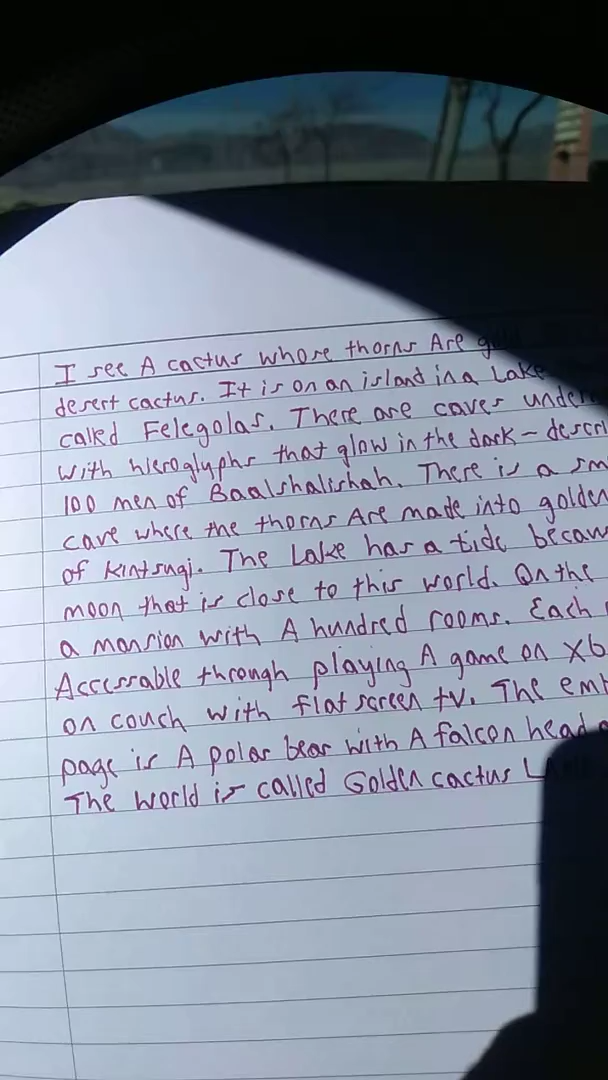 I see A cactus whose thorns Are
desert cactus. It is on an island in a Lake
called Felegolas. There are caves
with hieroglyphs that glow in the dark - descri
100 men of Baalshalishah. There is a sm
cave where the thorns Are made into golden
of Kintsugi. The Lake has a tide becau
moon that is close to this world. On the
a mansion with A hundred rooms. Each
Accessable through playing A game on Xb
on couch with flat screen tv. The em
page is A polar bear with A falcon head
The world is called Golden cactus